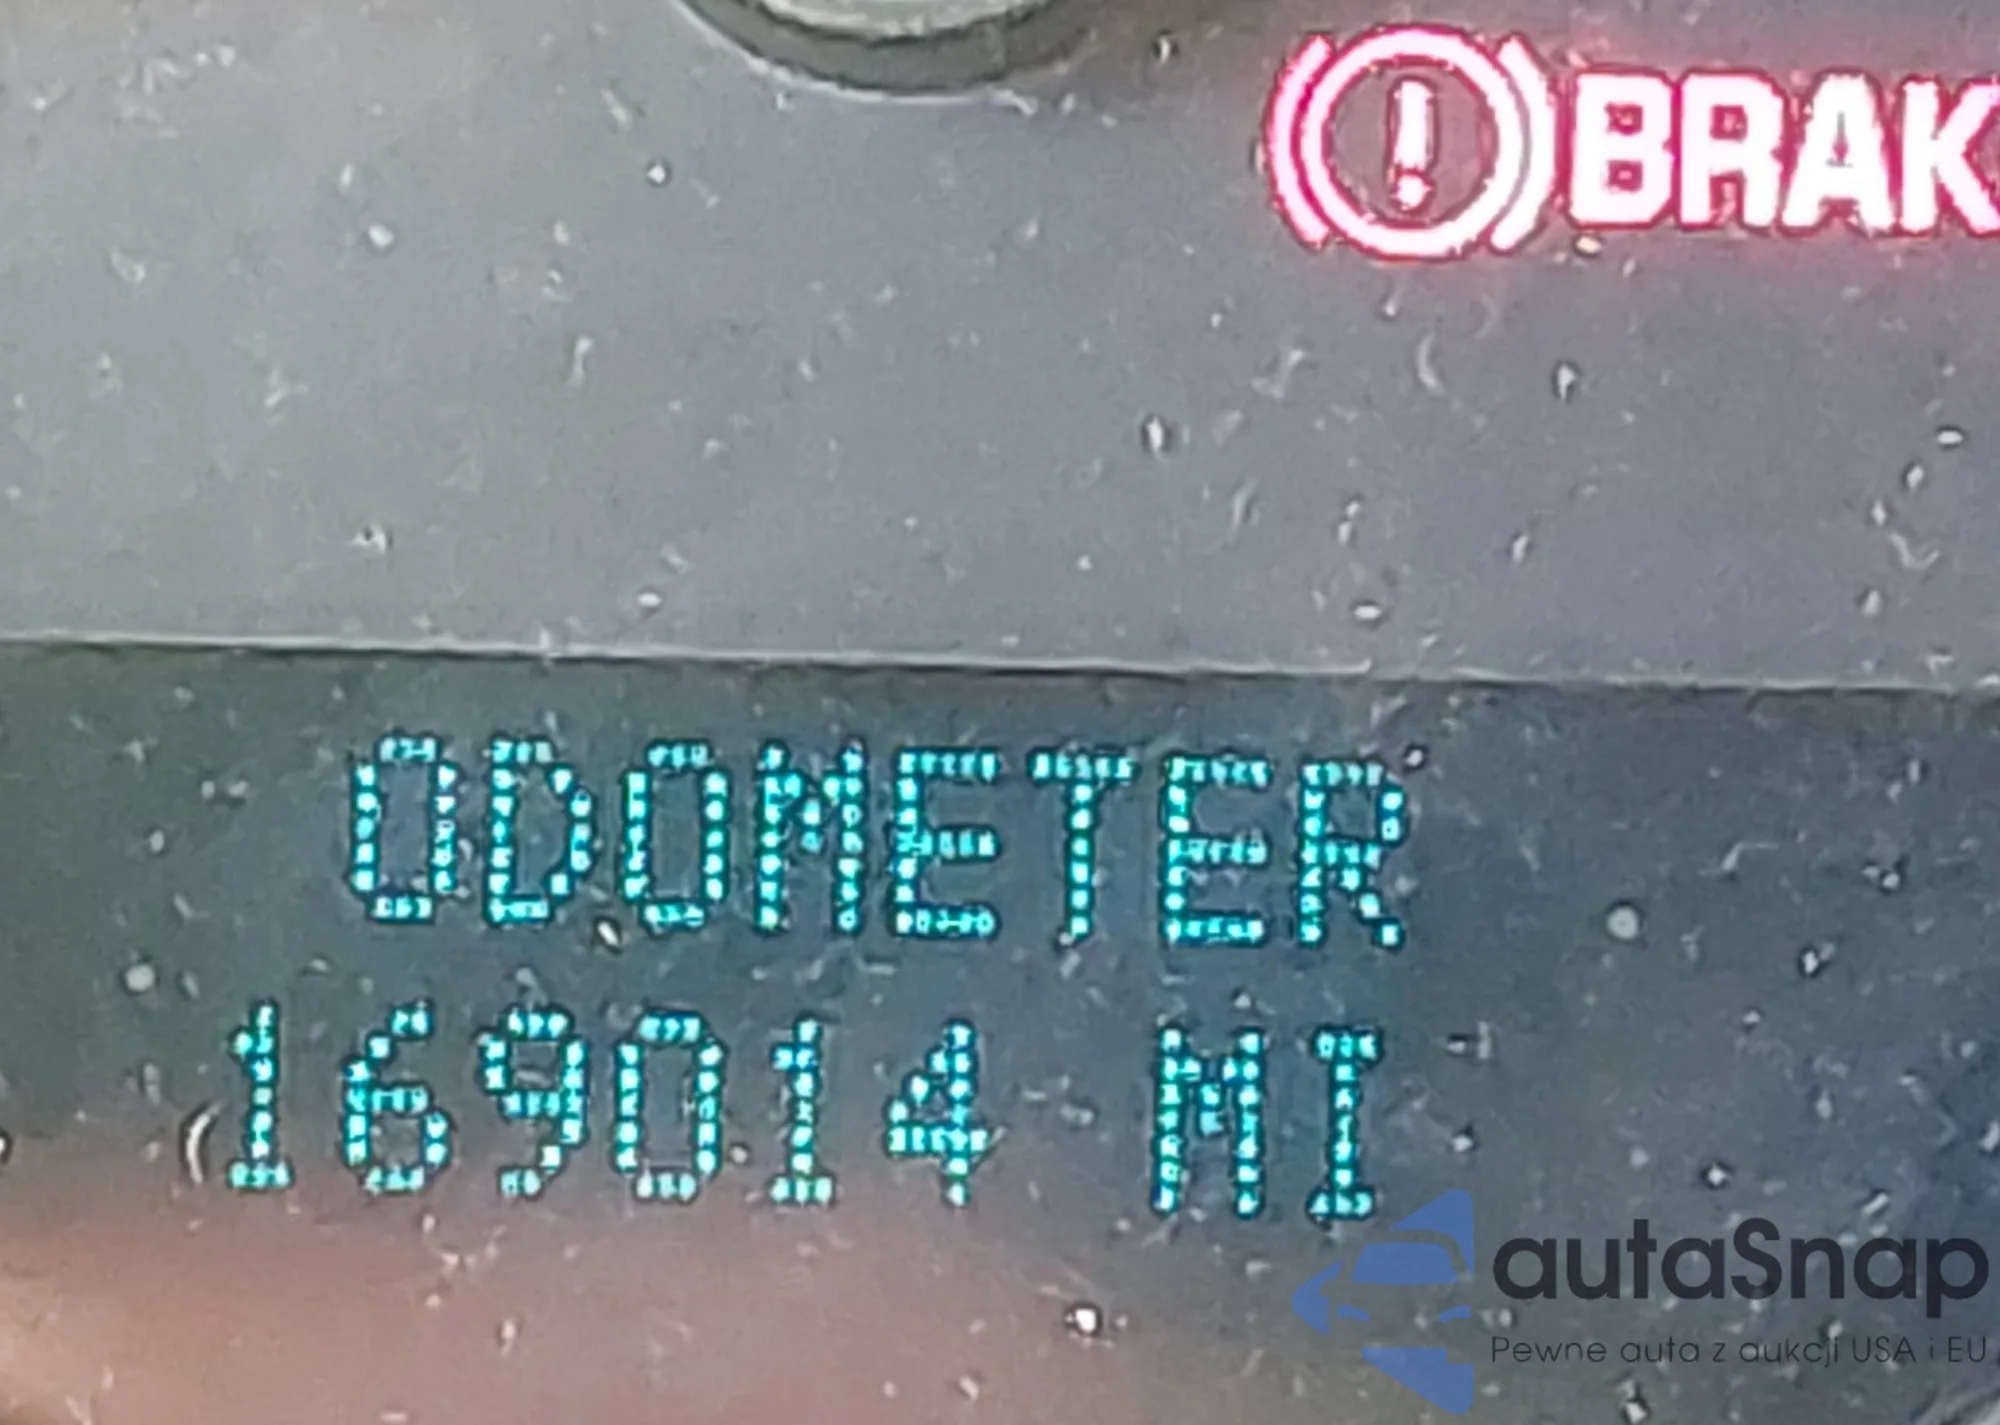 BRAK
ODOMETER
169014 MI
autaSnap
Pewne auta z aukcji USA i EU